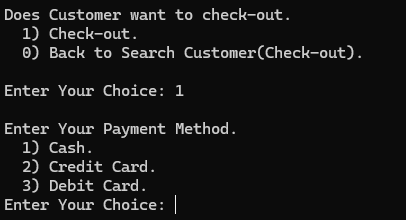 Does Customer want to check-out.
1) Check-out.
0) Back to Search Customer(Check-out).
Enter Your Choice: 1
Enter Your Payment Method.
1) Cash.
2) Credit Card.
3) Debit Card.
Enter Your Choice: